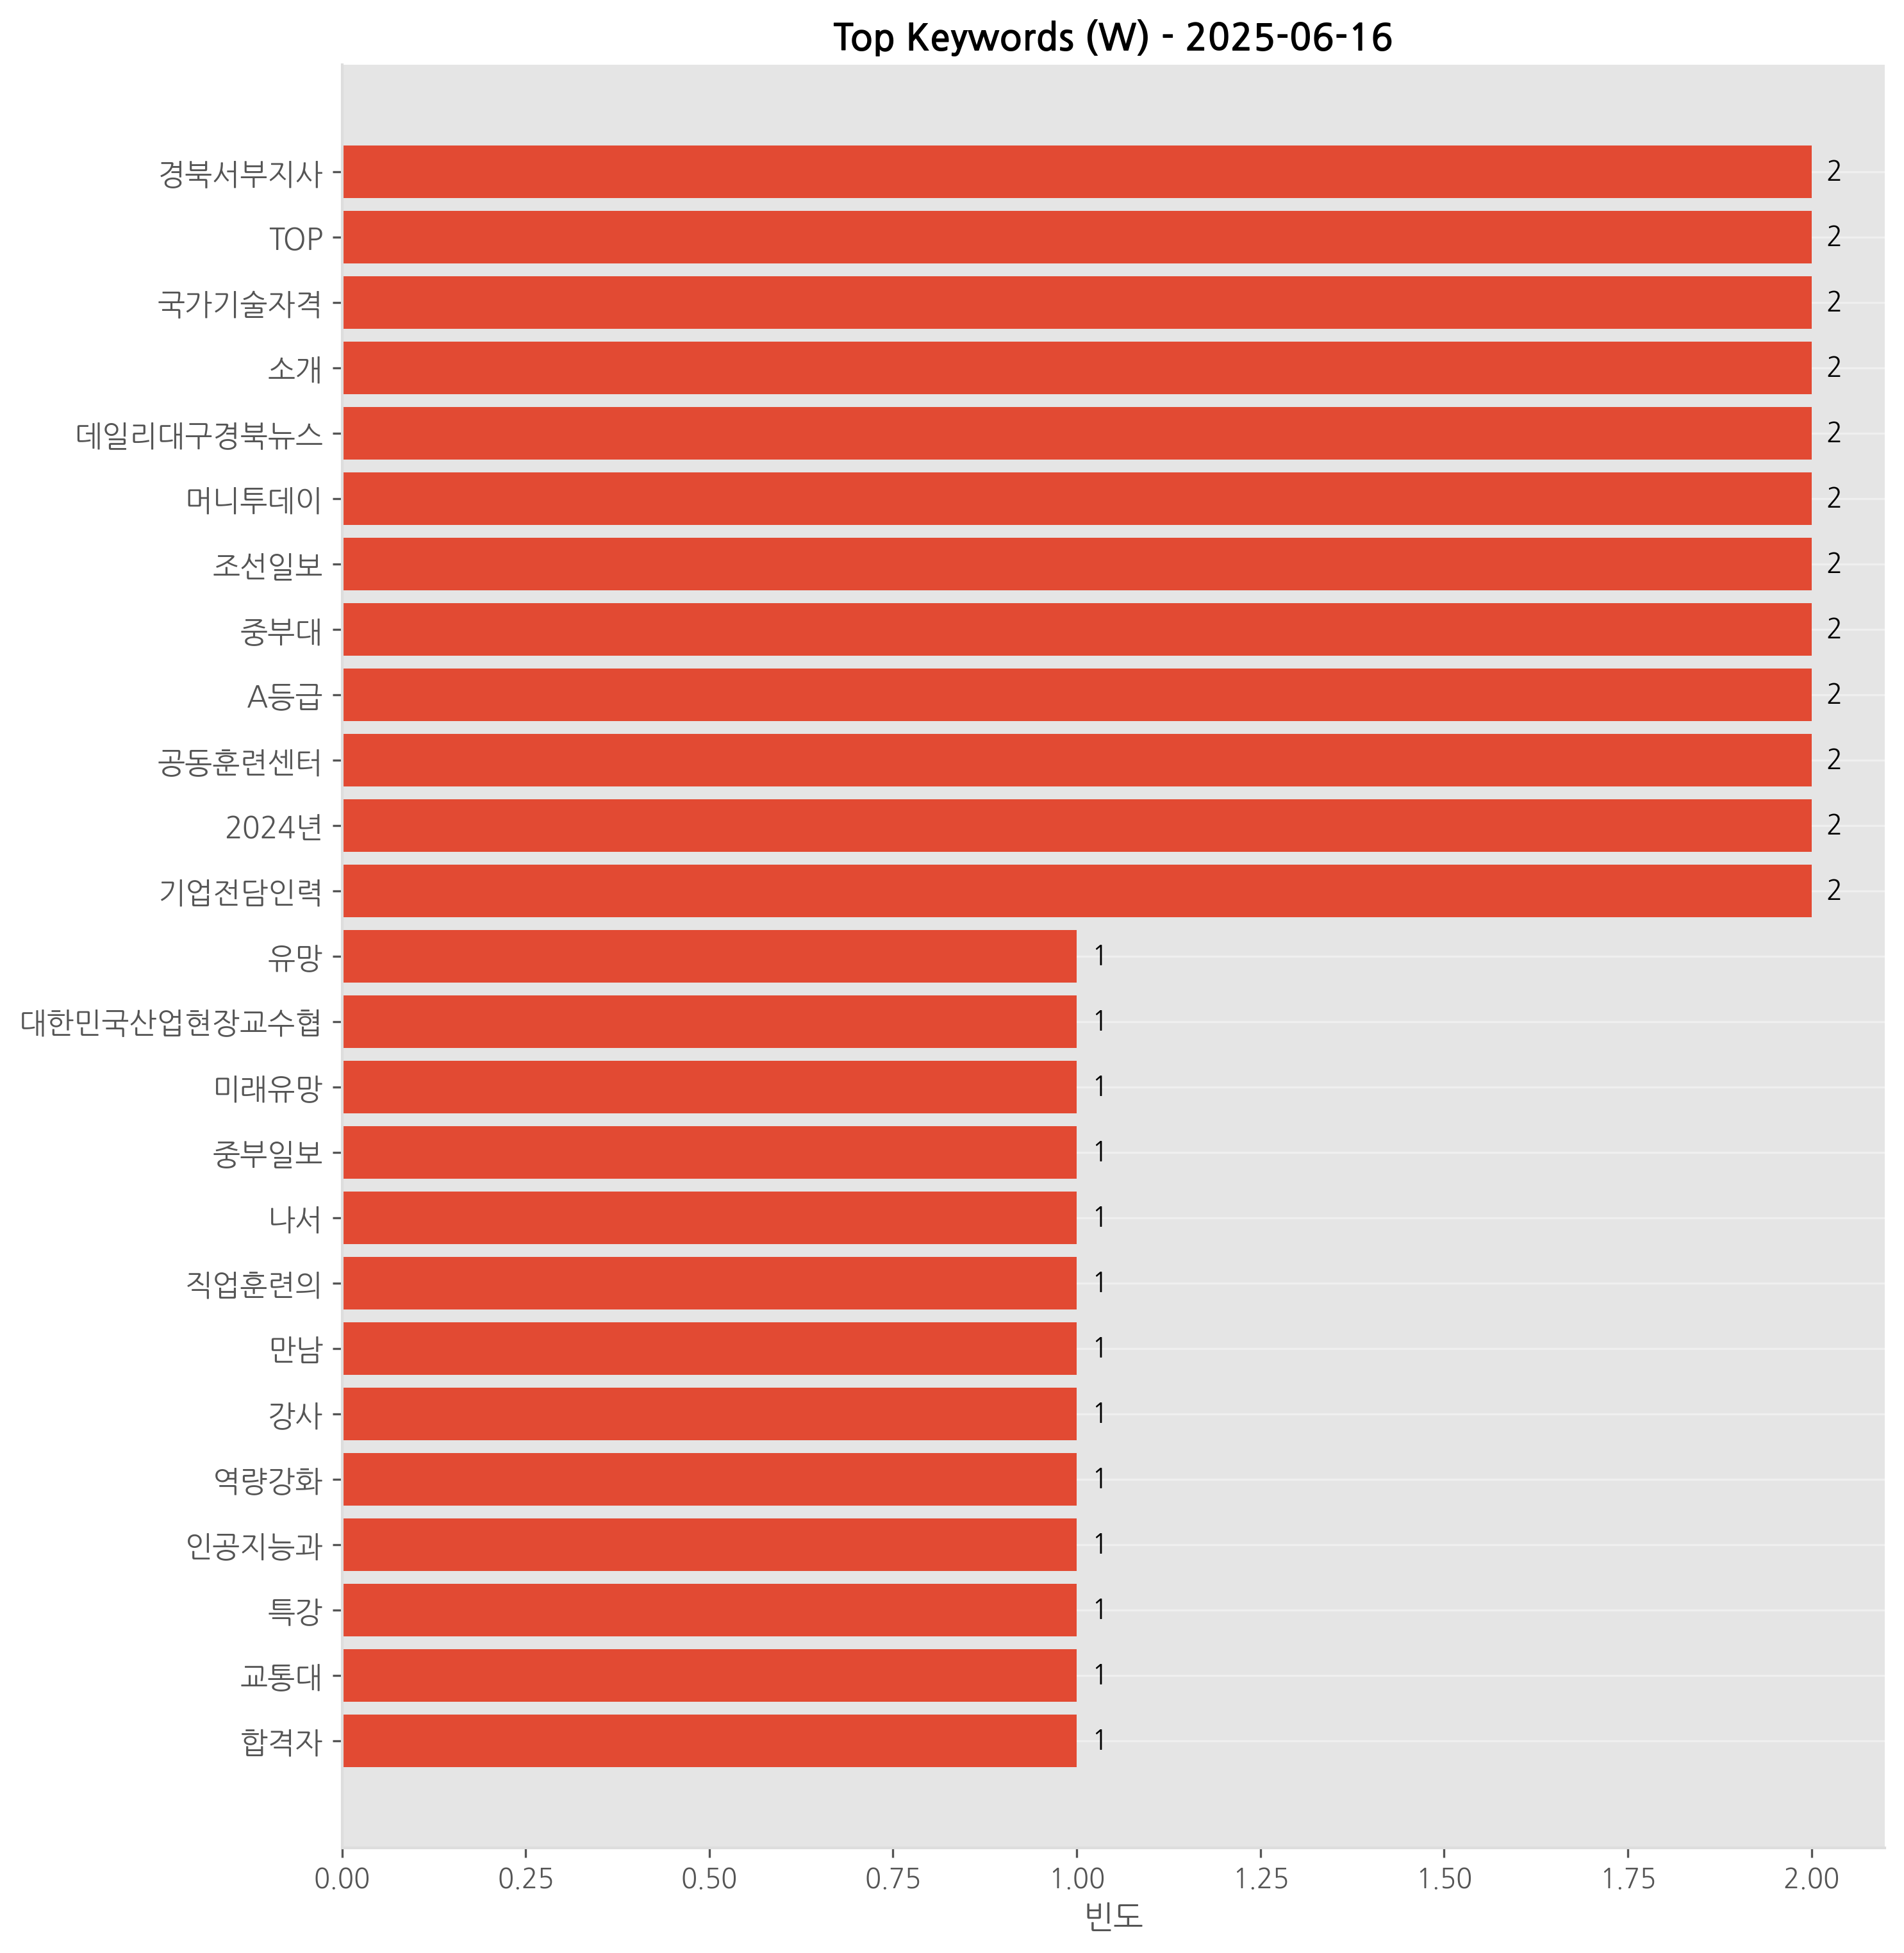 Top Keywords (W) - 2025-06-16
경북서부지사 2
TOP 2
국가기술자격 2
소개 2
데일리대구경북뉴스 2
머니투데이 2
조선일보 2
중부대 2
A등급 2
공동훈련센터 2
2024년 2
기업전담인력 2
유망 1
대한민국산업현장교수협 1
미래유망 1
중부일보 1
나서 1
직업훈련의 1
만남 1
강사 1
역량강화 1
인공지능과 1
특강 1
교통대 1
합격자 1
0.00 0.25 0.50 0.75 1.00 1.25 1.50 1.75 2.00
빈도